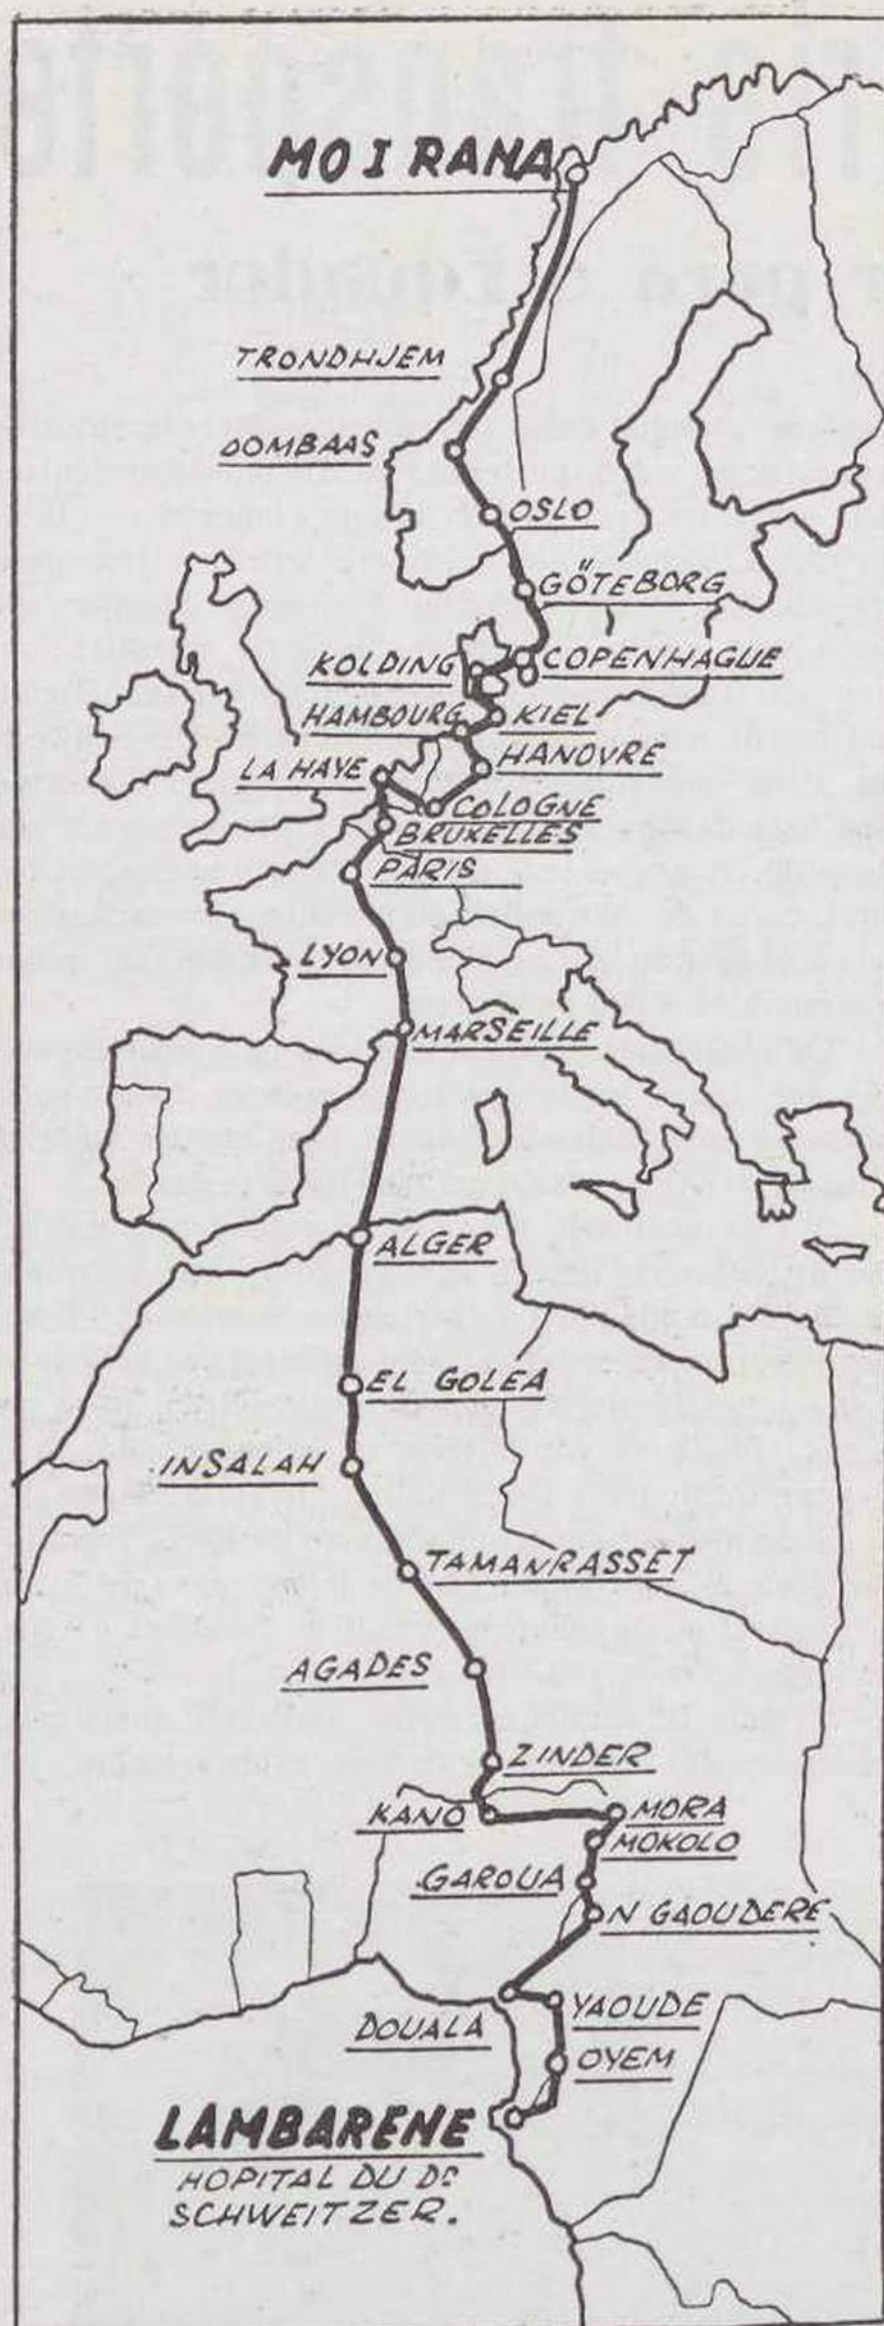 MO I RANA
TRONDHJEM
DOMBAAS
OSLO
GÖTEBORG
KOLDING
COPENHAGUE
HAMBOURG
KIEL
HANOVRE
LA HAYE
COLOGNE
BRUXELLES
PARIS
LYON
MARSEILLE
ALGER
EL GOLEA
INSALAH
TAMANRASSET
AGADES
ZINDER
KANO
MORA
MOKOLO
GAROUA
N GAOUDERE
DOUALA
YAOUDE
OYEM
LAMBARENE
HOPITAL DU DR
SCHWEITZER.